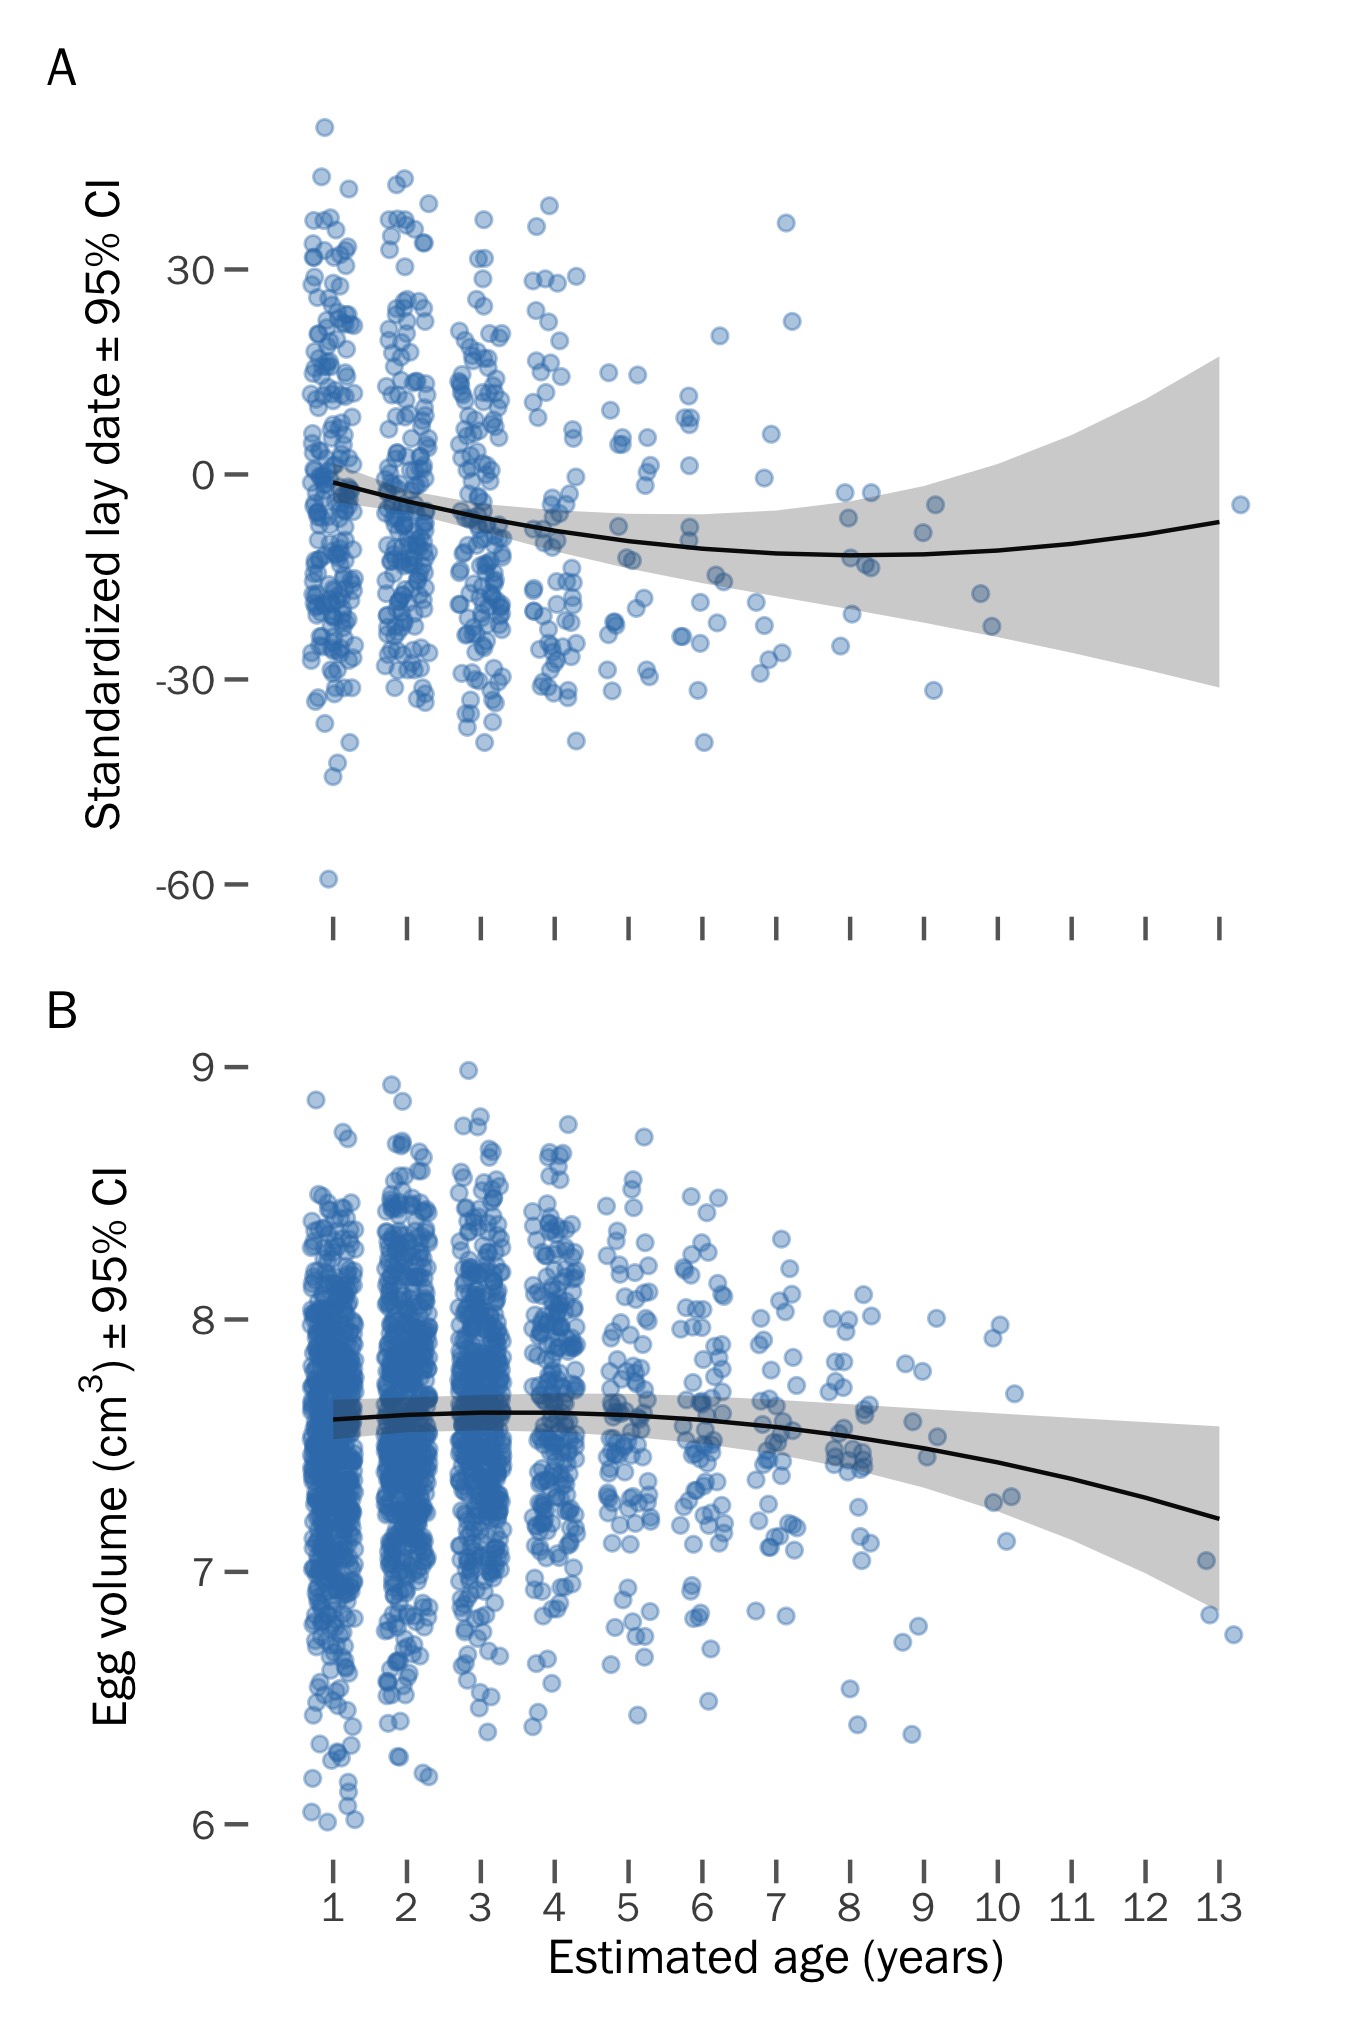 A
Standardized lay date ± 95% CI
30
0
-30
-60
B
Egg volume (cm³) ± 95% CI
9
8
7
6
1 2 3 4 5 6 7 8 9 10 11 12 13
Estimated age (years)